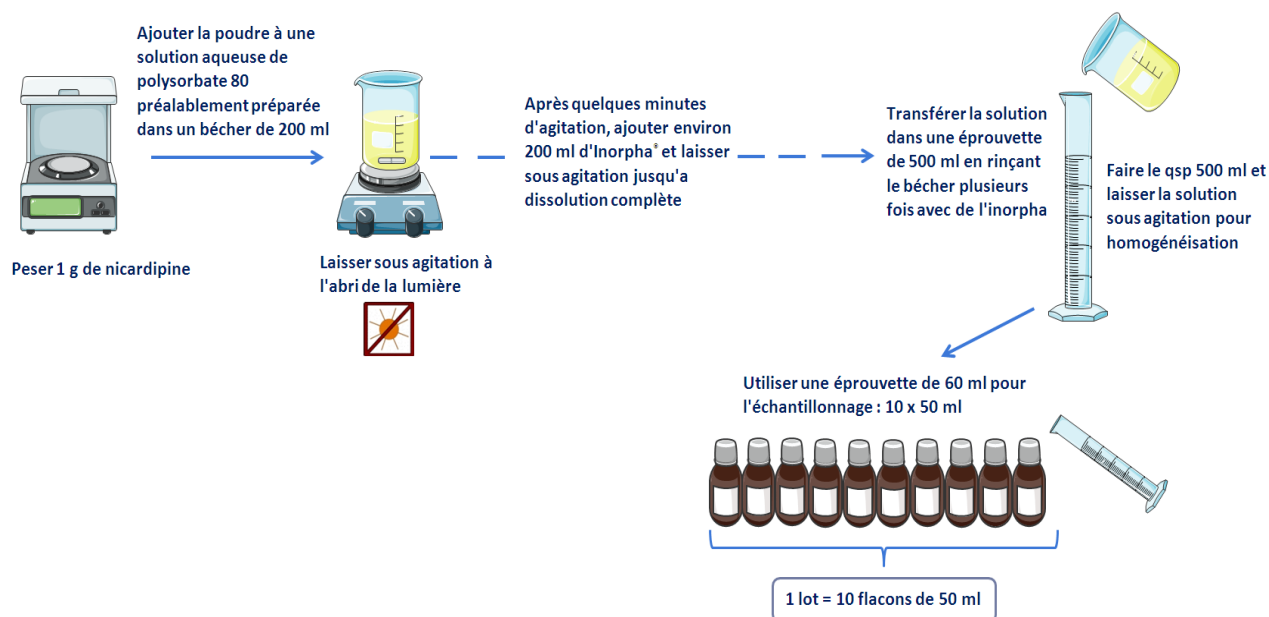 Peser 1 g de nicardipine
Ajouter la poudre à une
solution aqueuse de
polysorbate 80
préalablement préparée
dans un bécher de 200 ml
Laisser sous agitation à
l'abri de la lumière
Après quelques minutes
d'agitation, ajouter environ
200 ml d'Inorpha® et laisser
sous agitation jusqu'a
dissolution complète
Transférer la solution
dans une éprouvette
de 500 ml en rinçant
le bécher plusieurs
fois avec de l'inorpha
Faire le qsp 500 ml et
laisser la solution
sous agitation pour
homogénéisation
Utiliser une éprouvette de 60 ml pour
l'échantillonnage : 10 x 50 ml
1 lot = 10 flacons de 50 ml